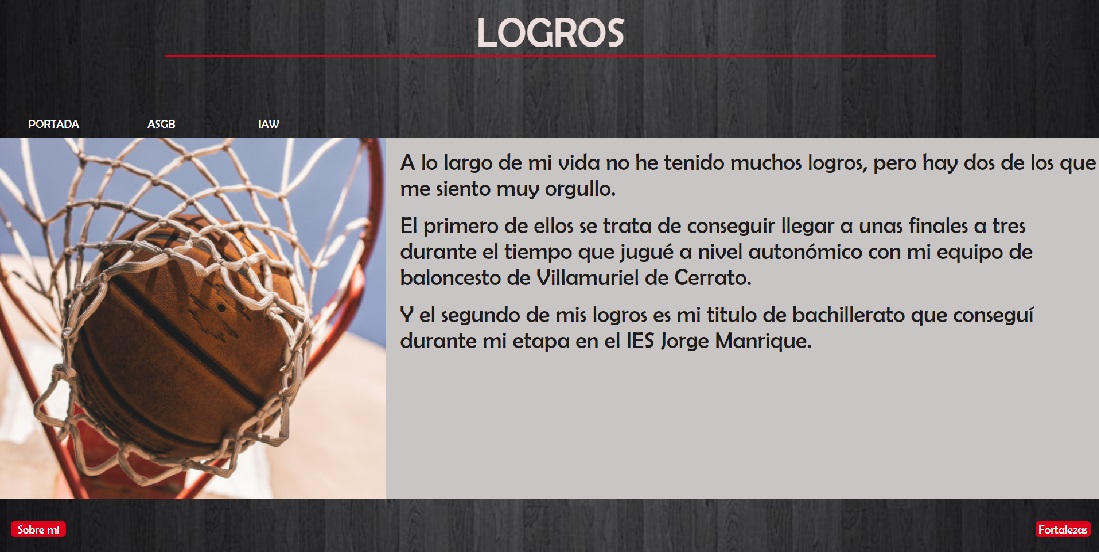 LOGROS
PORTADA ASGB IAW
A lo largo de mi vida no he tenido muchos logros, pero hay dos de los que
me siento muy orgullo.
El primero de ellos se trata de conseguir llegar a unas finales a tres
durante el tiempo que jugué a nivel autonómico con mi equipo de
baloncesto de Villamuriel de Cerrato.
Y el segundo de mis logros es mi titulo de bachillerato que conseguí
durante mi etapa en el IES Jorge Manrique.
Sobre mi Fortalezas